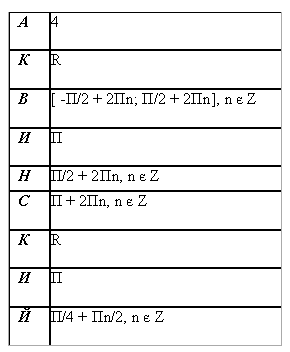 А 4
К R
В [ -П/2 + 2Пn; П/2 + 2Пn], n є Z
И П
Н П/2 + 2Пn, n є Z
С П + 2Пn, n є Z
К R
И П
Й П/4 + Пn/2, n є Z